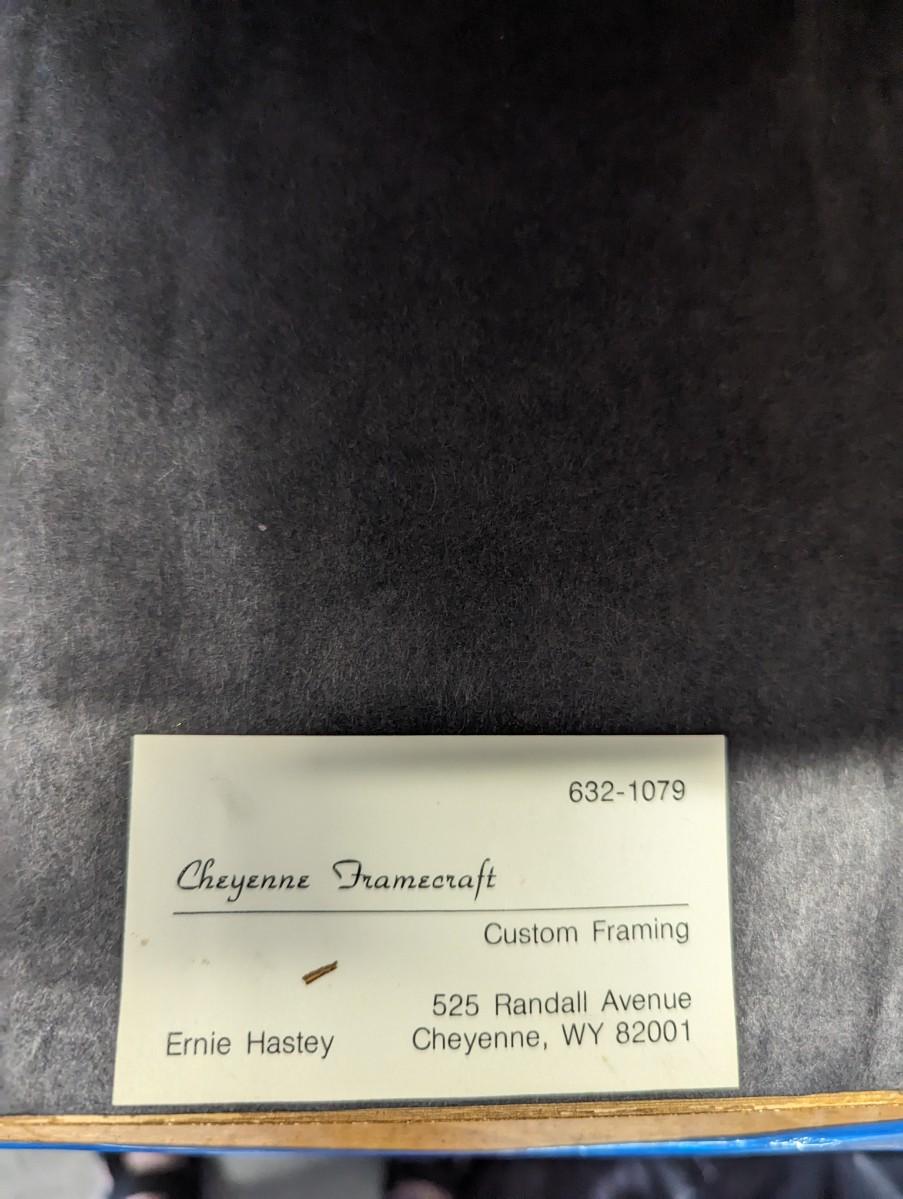 632-1079
Cheyenne Framecraft
Custom Framing
525 Randall Avenue
Ernie Hastey Cheyenne, WY 82001